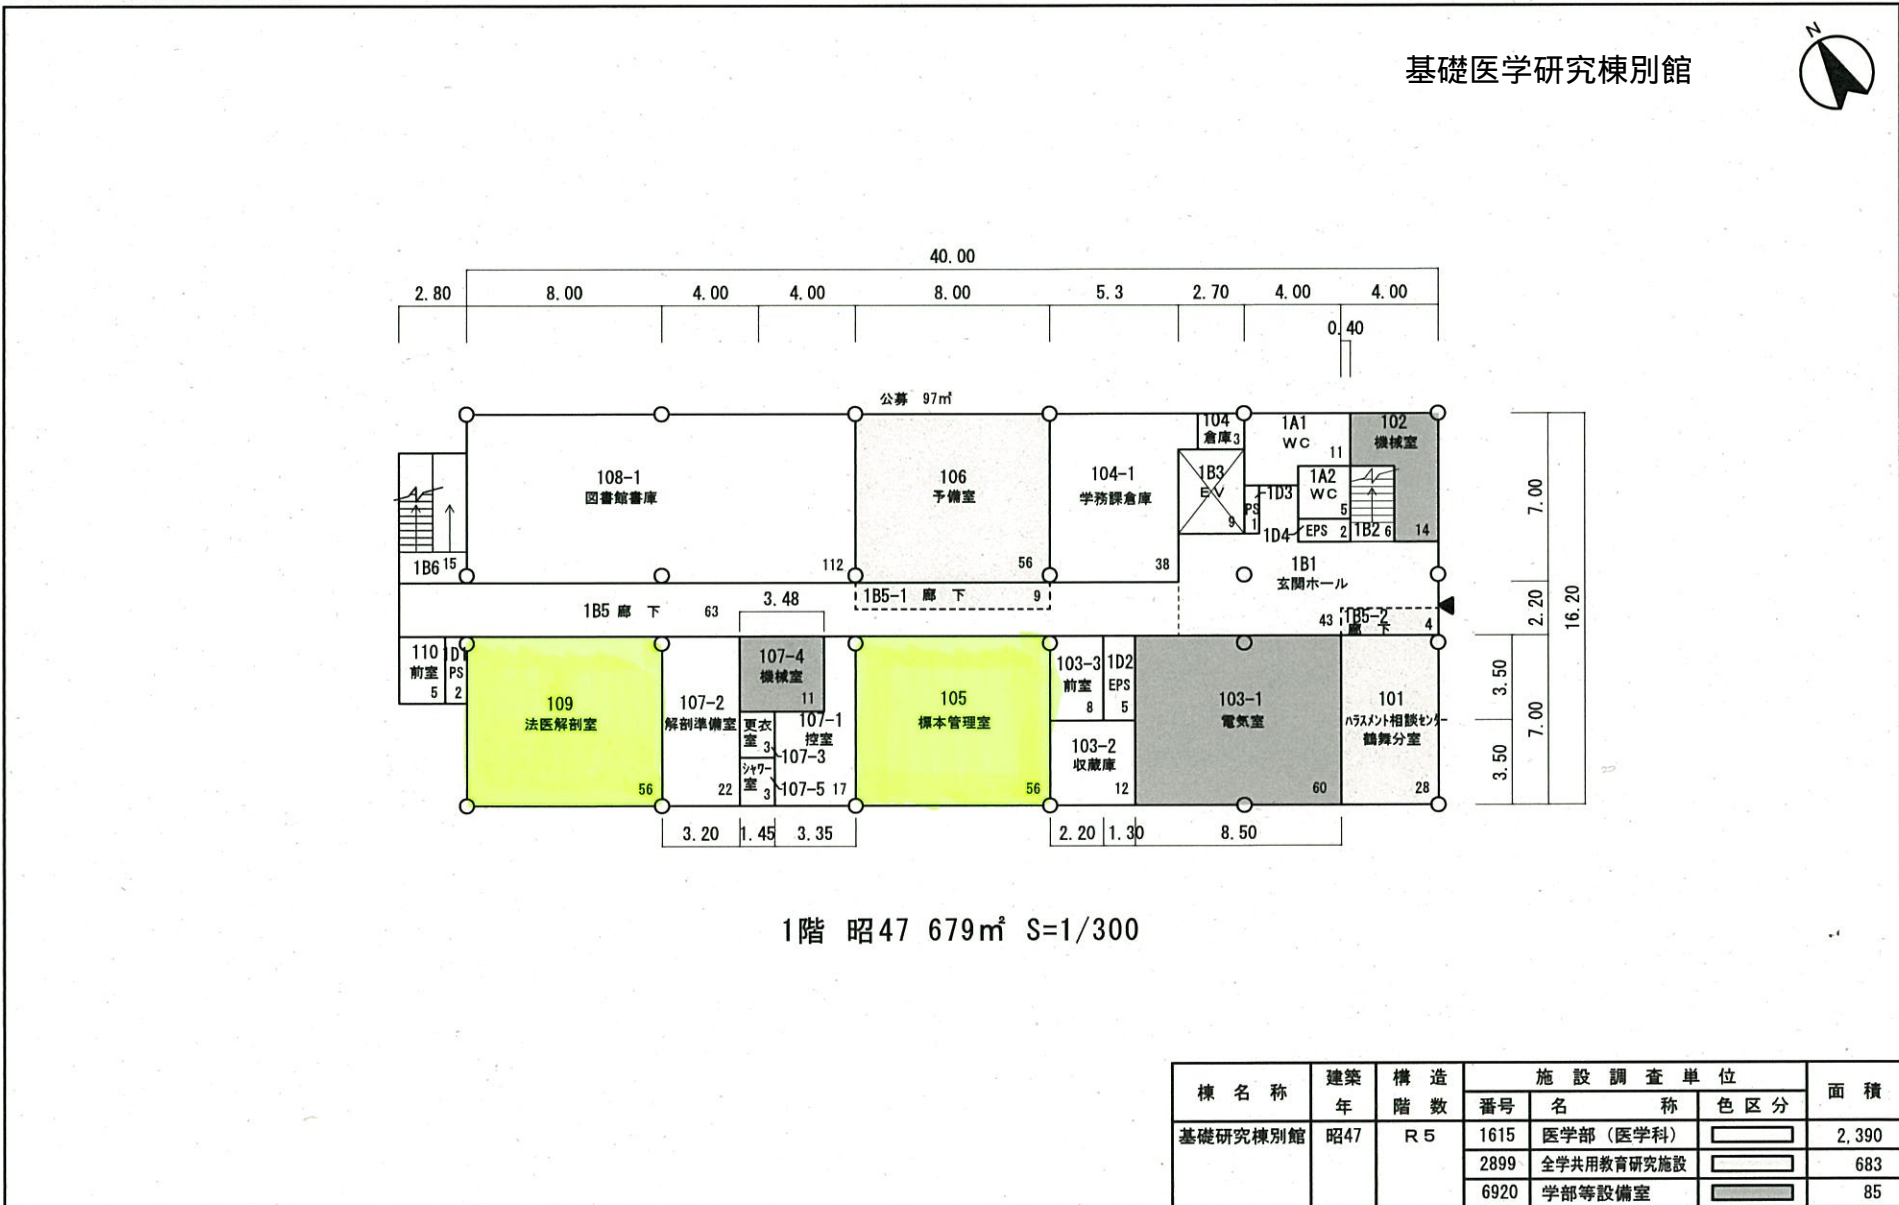 基礎医学研究棟別館
N
40.00
2.80 8.00 4.00 4.00 8.00 5.3 2.70 4.00 4.00
0.40
公募 97㎡
108-1
図書館書庫
112
106
予備室
56
104-1
学務課倉庫
38
104
倉庫3
1B3
EV
9
1A1
WC
11
1A2
WC
5
102
機械室
14
1D3
PS
1
1D4
EPS 2
1B2 6
1B6 15
1B1
玄関ホール
43
1B5 廊下 63
1B5-1 廊下 9
1B5-2
廊下 4
3.48
7.00
2.20
16.20
3.50
7.00
3.50
110
前室
5
1D1
PS
2
109
法医解剖室
56
107-2
解剖準備室
22
107-4
機械室
11
更衣
室 3
107-3
シャワー
室 3
107-5
107-1
控室
17
105
標本管理室
56
103-3
前室
8
1D2
EPS
5
103-2
収蔵庫
12
103-1
電気室
60
101
ハラスメント相談センター
鶴舞分室
28
3.20 1.45 3.35
2.20 1.30 8.50
1階 昭47 679㎡ S=1/300
棟名称 建築年 構造階数 施設調査単位 面積
番号 名称 色区分
基礎研究棟別館 昭47 R5 1615 医学部（医学科） 2,390
2899 全学共用教育研究施設 683
6920 学部等設備室 85